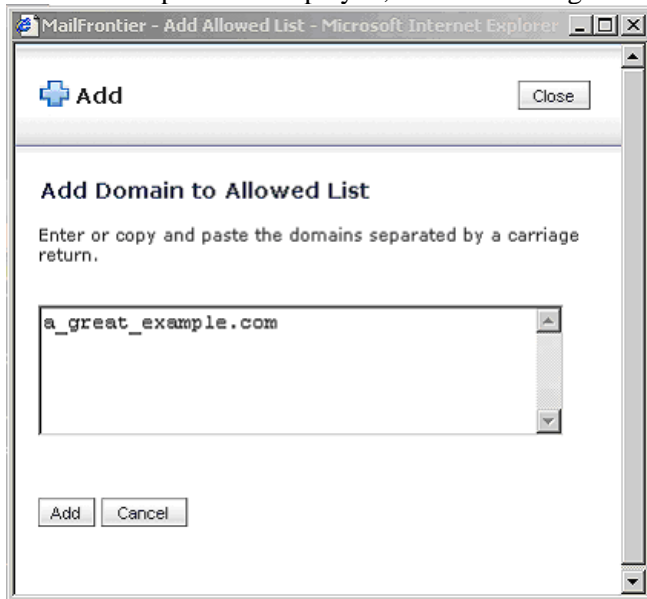 MailFrontier - Add Allowed List - Microsoft Internet Explorer
Add
Close
Add Domain to Allowed List
Enter or copy and paste the domains separated by a carriage
return.
a_great_example.com
Add
Cancel